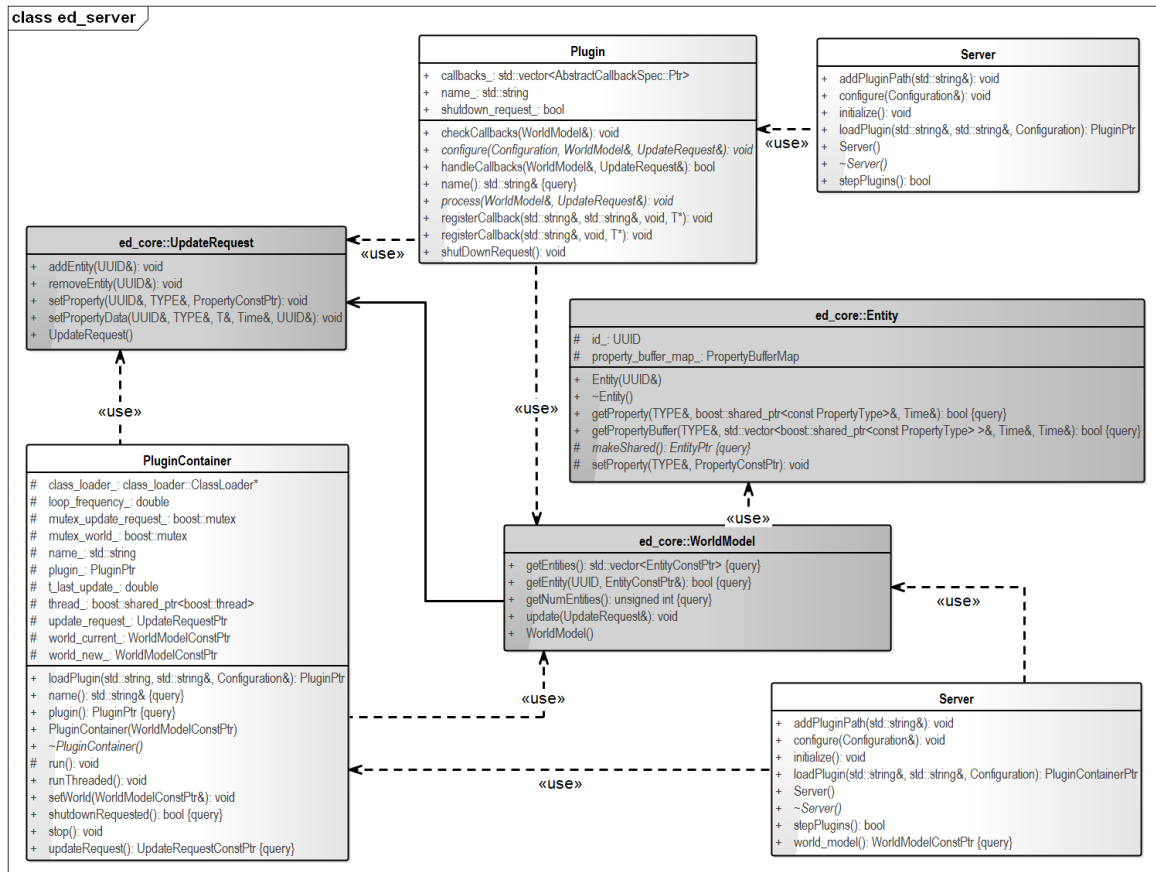 class ed_server
Plugin
+ callbacks_: std::vector<AbstractCallbackSpec::Ptr>
+ name_: std::string
+ shutdown_request_: bool
+ checkCallbacks(WorldModel&): void
+ configure(Configuration, WorldModel&, UpdateRequest&): void
+ handleCallbacks(WorldModel&, UpdateRequest&): bool
+ name(): std::string& {query}
+ process(WorldModel&, UpdateRequest&): void
+ registerCallback(std::string&, std::string&, void, T*): void
+ registerCallback(std::string&, void, T*): void
+ shutDownRequest(): void
«use»
Server
+ addPluginPath(std::string&): void
+ configure(Configuration&): void
+ initialize(): void
+ loadPlugin(std::string&, std::string&, Configuration): PluginPtr
+ Server()
+ ~Server()
+ stepPlugins(): bool
ed_core::UpdateRequest
+ addEntity(UUID&): void
+ removeEntity(UUID&): void
+ setProperty(UUID&, TYPE&, PropertyConstPtr): void
+ setPropertyData(UUID&, TYPE&, T&, Time&, UUID&): void
+ UpdateRequest()
«use»
ed_core::Entity
# id_: UUID
# property_buffer_map_: PropertyBufferMap
+ Entity(UUID&)
+ ~Entity()
+ getProperty(TYPE&, boost::shared_ptr<const PropertyType>&, Time&): bool {query}
+ getPropertyBuffer(TYPE&, std::vector<boost::shared_ptr<const PropertyType> >&, Time&, Time&): bool {query}
# makeShared(): EntityPtr {query}
# setProperty(TYPE&, PropertyConstPtr): void
«use»
«use»
«use»
PluginContainer
# class_loader_: class_loader::ClassLoader*
# loop_frequency_: double
# mutex_update_request_: boost::mutex
# mutex_world_: boost::mutex
# name_: std::string
# plugin_: PluginPtr
# t_last_update_: double
# thread_: boost::shared_ptr<boost::thread>
# update_request_: UpdateRequestPtr
# world_current_: WorldModelConstPtr
# world_new_: WorldModelConstPtr
+ loadPlugin(std::string, std::string&, Configuration&): PluginPtr
+ name(): std::string& {query}
+ plugin(): PluginPtr {query}
+ PluginContainer(WorldModelConstPtr)
+ ~PluginContainer()
# run(): void
+ runThreaded(): void
+ setWorld(WorldModelConstPtr&): void
+ shutdownRequested(): bool {query}
+ stop(): void
+ updateRequest(): UpdateRequestConstPtr {query}
ed_core::WorldModel
+ getEntities(): std::vector<EntityConstPtr> {query}
+ getEntity(UUID, EntityConstPtr&): bool {query}
+ getNumEntities(): unsigned int {query}
+ update(UpdateRequest&): void
+ WorldModel()
«use»
«use»
«use»
Server
+ addPluginPath(std::string&): void
+ configure(Configuration&): void
+ initialize(): void
+ loadPlugin(std::string&, std::string&, Configuration): PluginContainerPtr
+ Server()
+ ~Server()
+ stepPlugins(): bool
+ world_model(): WorldModelConstPtr {query}